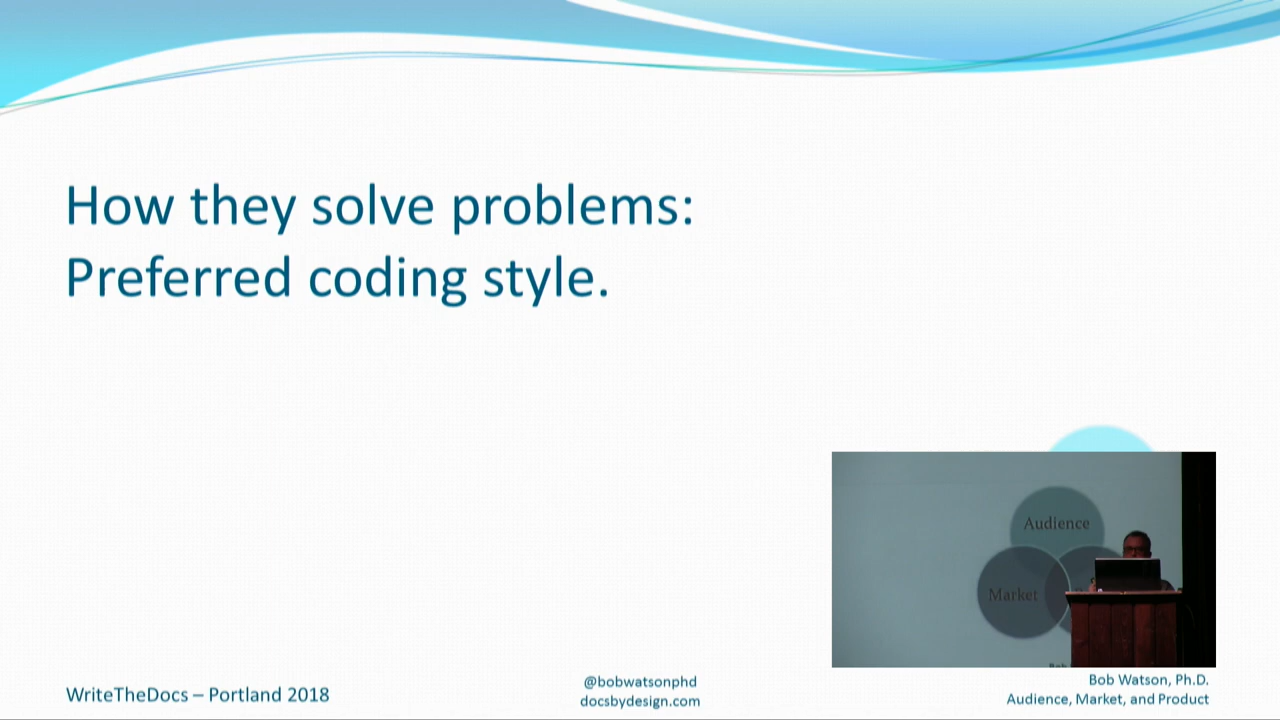 How they solve problems:
Preferred coding style.
Audience
Market
WriteTheDocs – Portland 2018
@bobwatsonphd
docsbydesign.com
Bob Watson, Ph.D.
Audience, Market, and Product